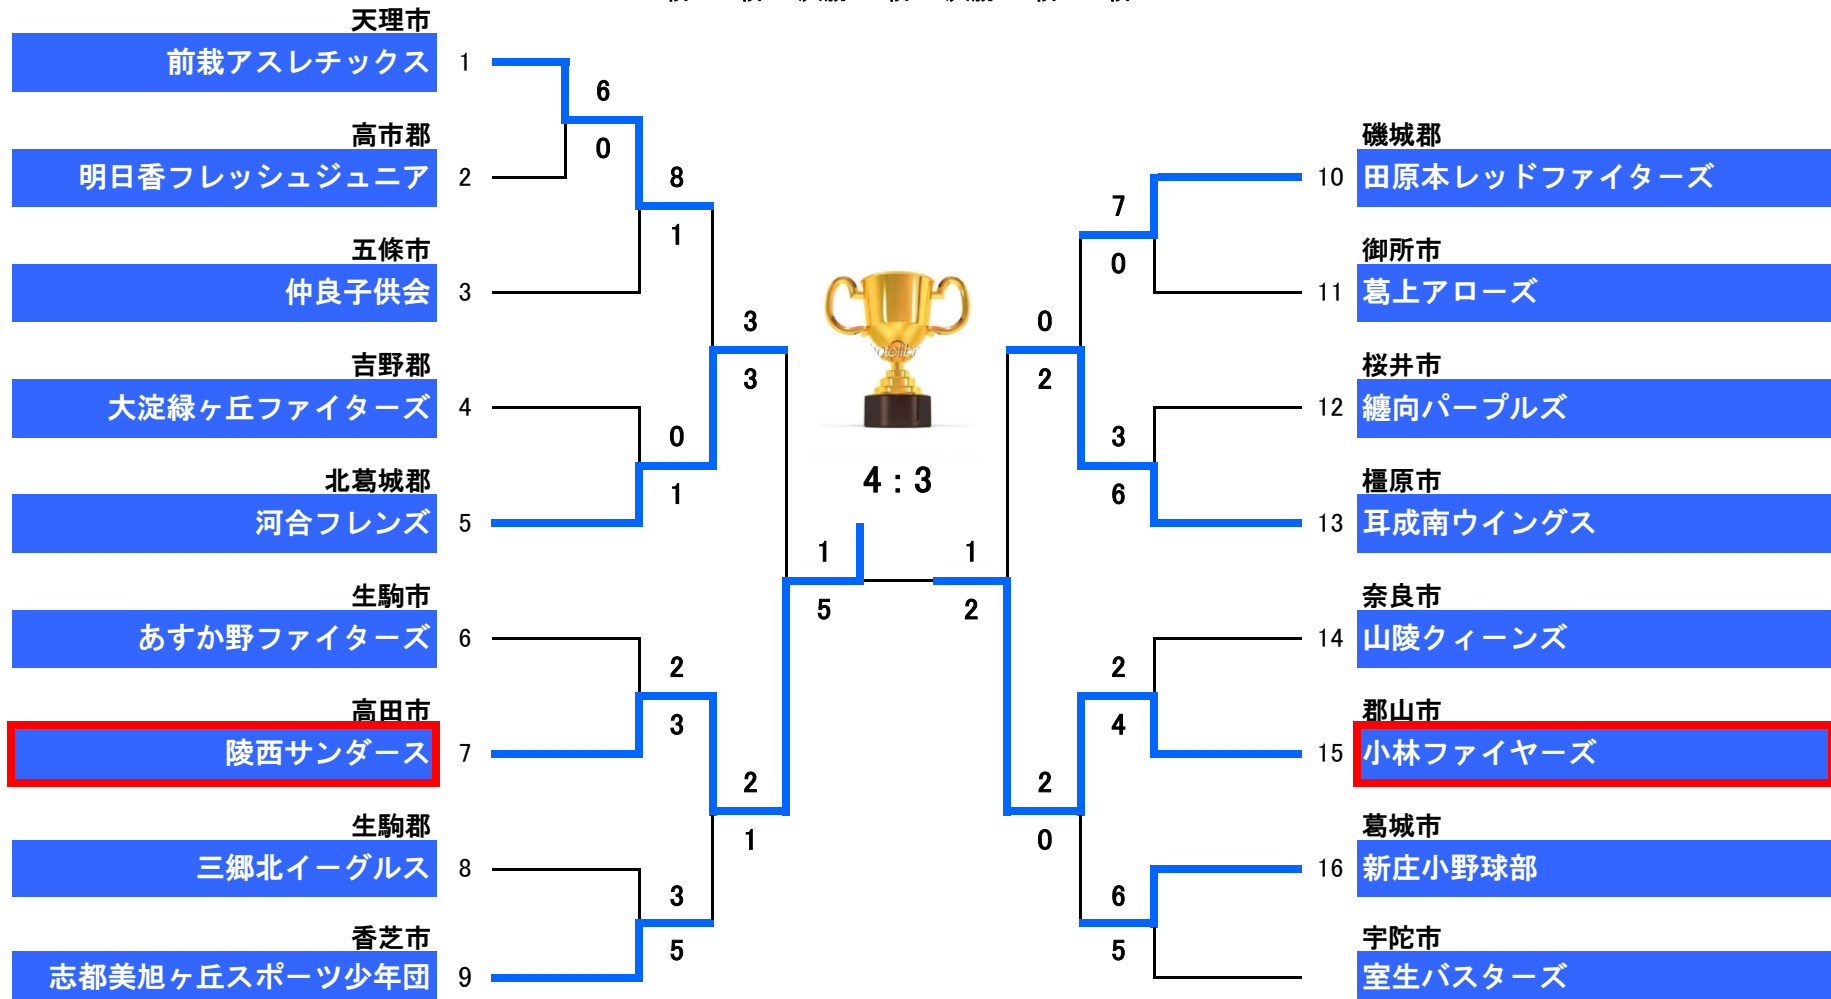 天理市
前栽アスレチックス 1
高市郡
明日香フレッシュジュニア 2
五條市
仲良子供会 3
吉野郡
大淀緑ヶ丘ファイターズ 4
北葛城郡
河合フレンズ 5
生駒市
あすか野ファイターズ 6
高田市
陵西サンダース 7
生駒郡
三郷北イーグルス 8
香芝市
志都美旭ヶ丘スポーツ少年団 9
6
0
8
1
0
1
2
3
3
5
3
3
2
1
1
5
4 : 3
1
2
0
2
2
0
7
0
3
6
2
4
6
5
磯城郡
10 田原本レッドファイターズ
御所市
11 葛上アローズ
桜井市
12 纏向パープルズ
橿原市
13 耳成南ウイングス
奈良市
14 山陵クィーンズ
郡山市
15 小林ファイヤーズ
葛城市
16 新庄小野球部
宇陀市
室生バスターズ